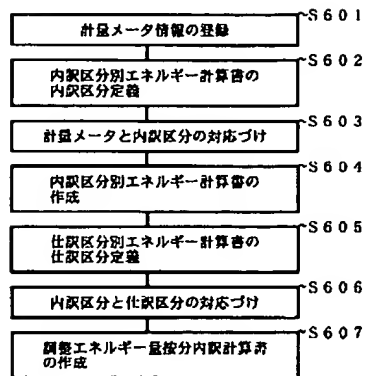 S601
計量メータ情報の登録
S602
内訳区分別エネルギー計算書の
内訳区分定義
S603
計量メータと内訳区分の対応づけ
S604
内訳区分別エネルギー計算書の
作成
S605
仕訳区分別エネルギー計算書の
仕訳区分定義
S606
内訳区分と仕訳区分の対応づけ
S607
調整エネルギー量按分内訳計算書
の作成